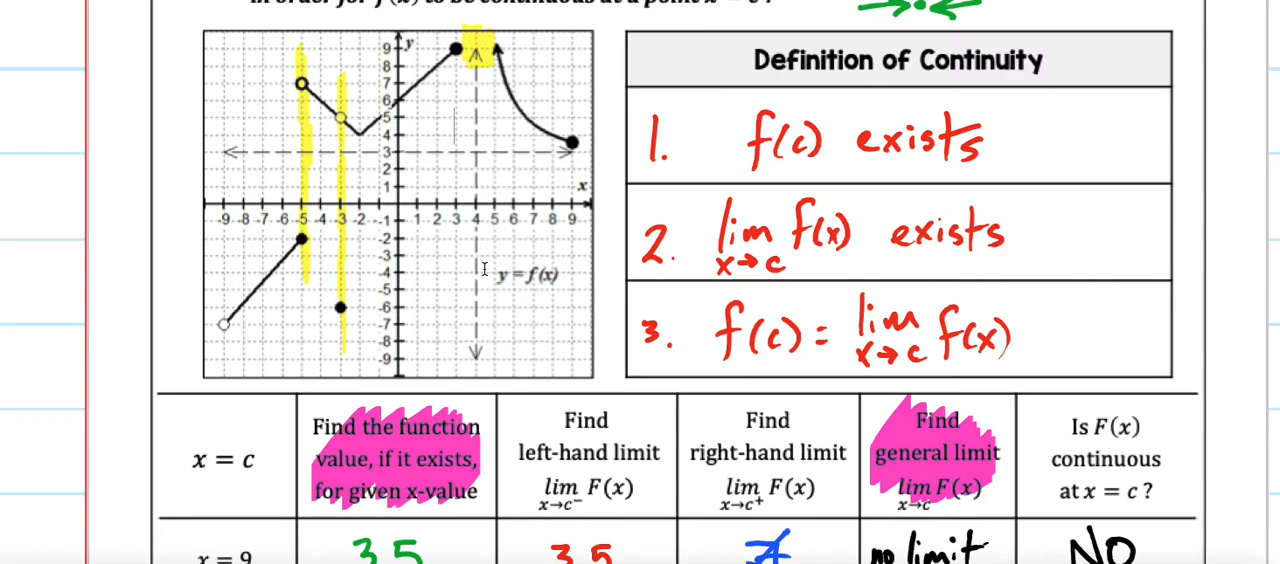 in order for f(x) to be continuous at a point x = c?
y
9
8
7
6
5
4
3
2
1
x
-9 -8 -7 -6 -5 -4 -3 -2 -1 1 2 3 4 5 6 7 8 9
-2
-3
-4
y = f(x)
-5
-6
-7
-8
-9
Definition of Continuity
1. f(c) exists
2. lim f(x) exists
x→c
3. f(c) = lim f(x)
x→c
x = c
Find the function
value, if it exists,
for given x-value
Find
left-hand limit
lim F(x)
x→c⁻
Find
right-hand limit
lim F(x)
x→c⁺
Find
general limit
lim F(x)
x→c
Is F(x)
continuous
at x = c?
x = 9
3.5
3.5
no limit
NO